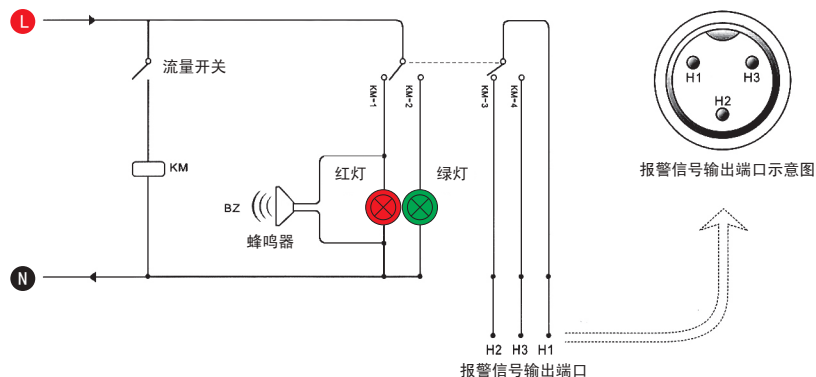 L
流量开关
KM
KM-1
KM-2
KM-3
KM-4
红灯
绿灯
BZ
蜂鸣器
N
H2 H3 H1
报警信号输出端口
H1
H3
H2
报警信号输出端口示意图